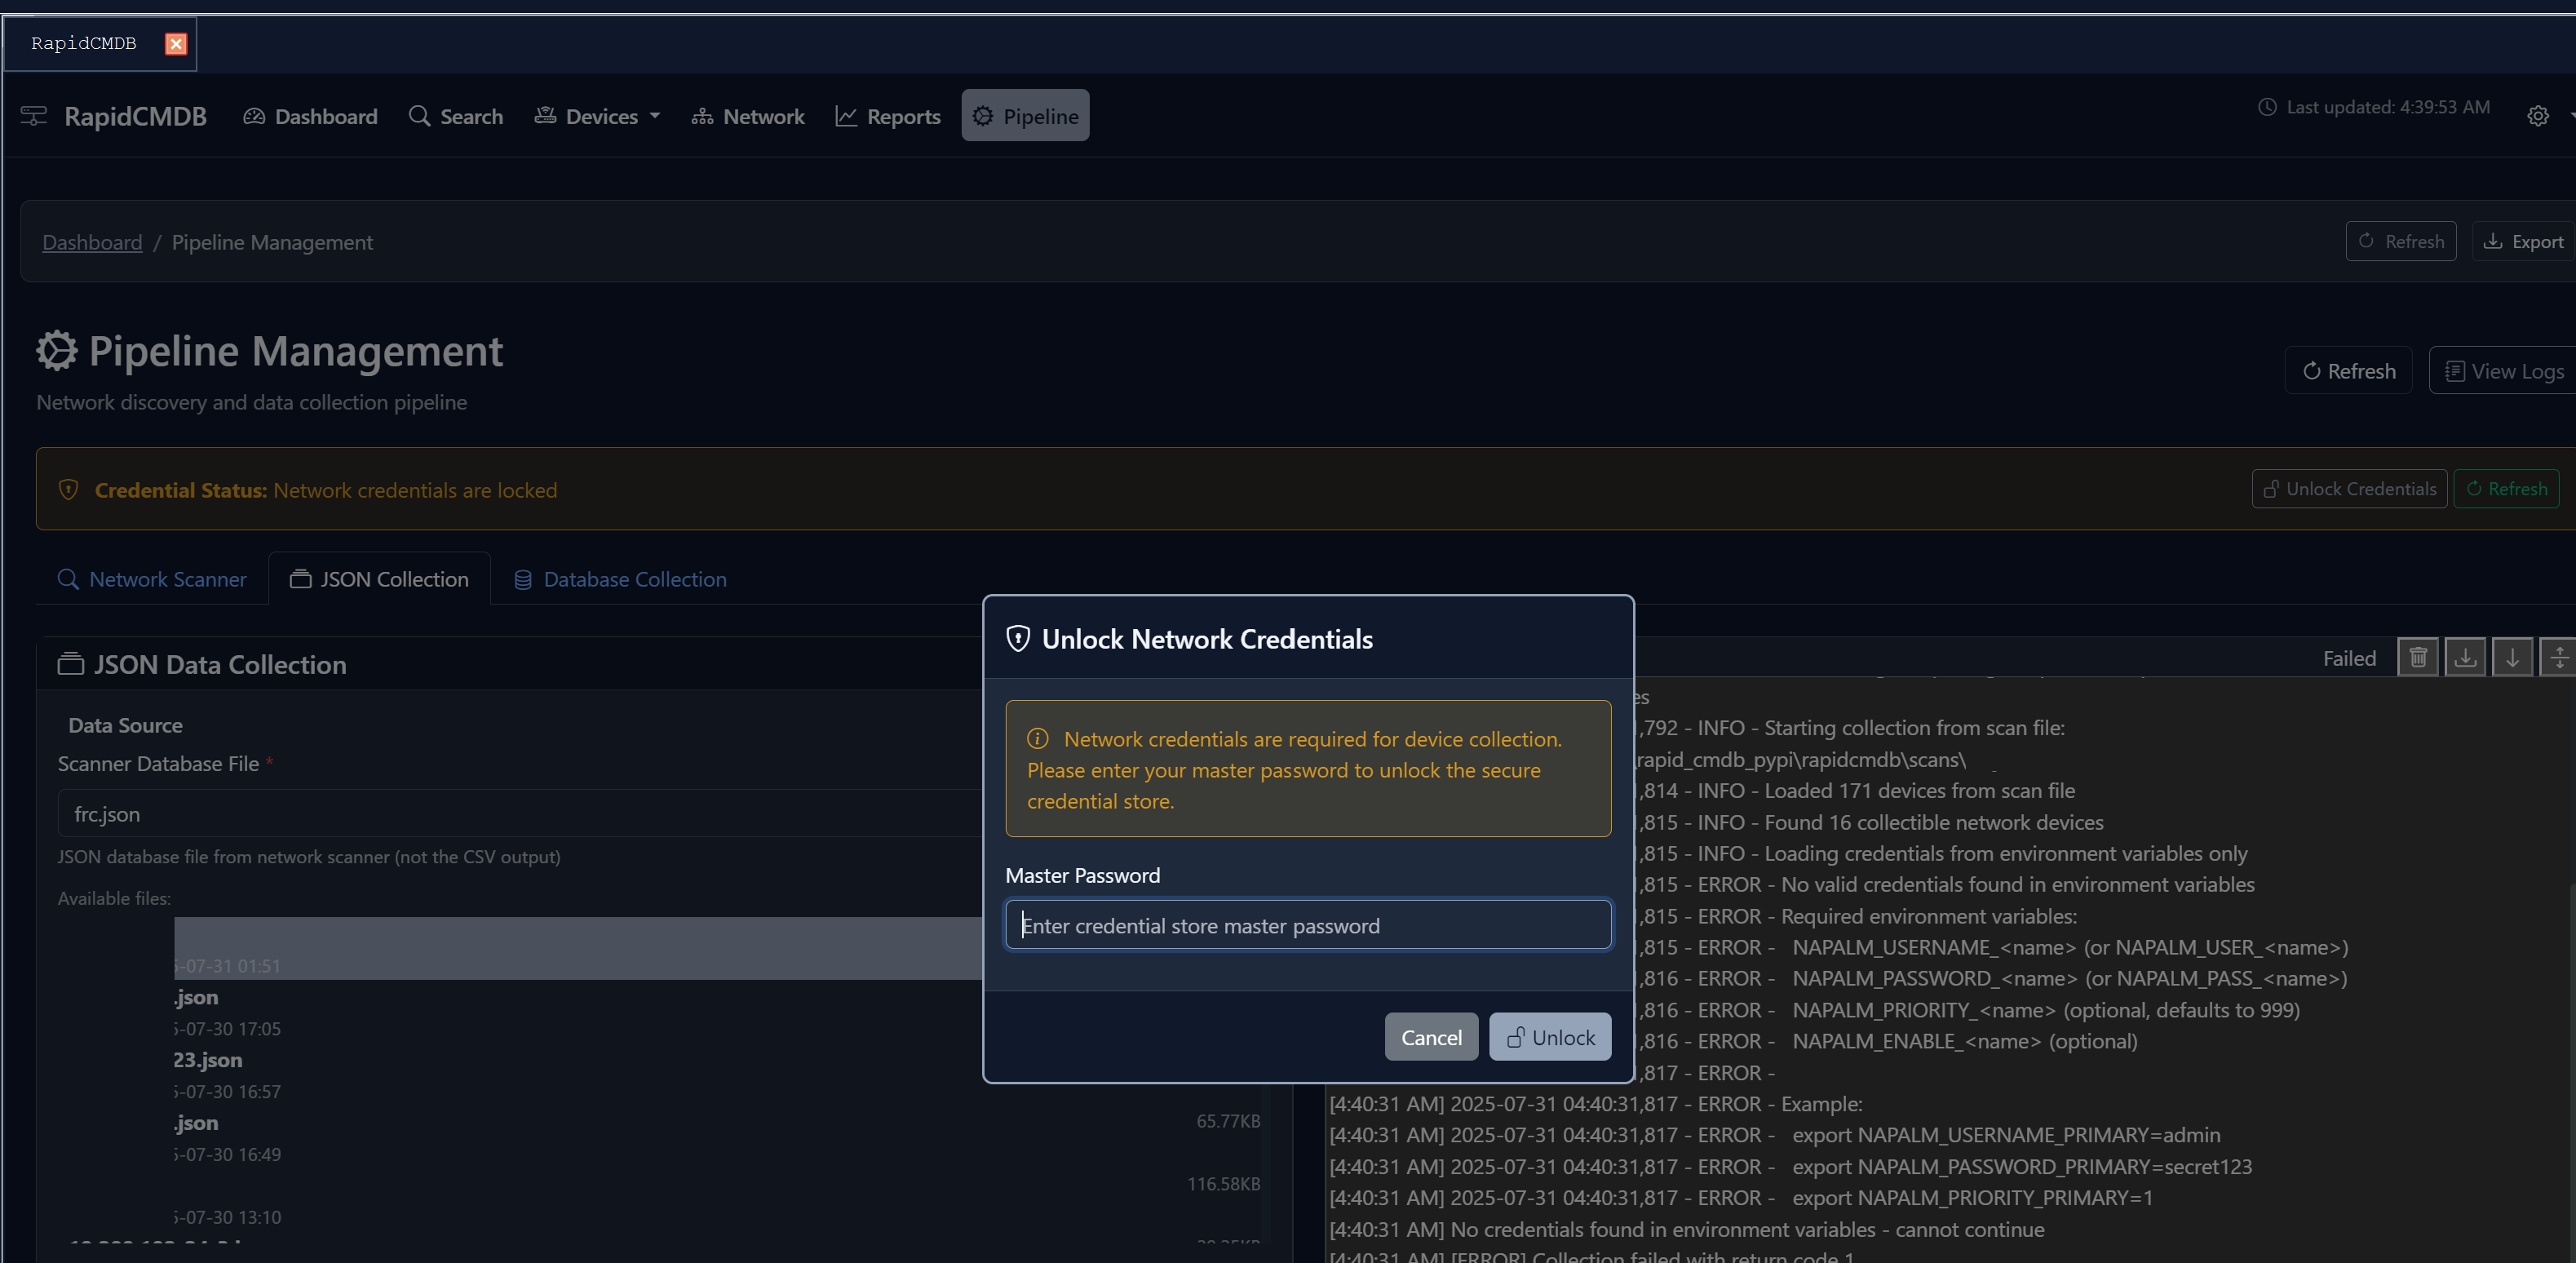 RapidCMDB
RapidCMDB Dashboard Search Devices Network Reports Pipeline
Last updated: 4:39:53 AM
Dashboard / Pipeline Management
Refresh Export
Pipeline Management
Network discovery and data collection pipeline
Refresh View Logs
Credential Status: Network credentials are locked
Unlock Credentials Refresh
Network Scanner JSON Collection Database Collection
JSON Data Collection
Data Source
Scanner Database File *
frc.json
JSON database file from network scanner (not the CSV output)
Available files:
-07-31 01:51
.json
-07-30 17:05
23.json
-07-30 16:57
.json
65.77KB
-07-30 16:49
116.58KB
-07-30 13:10
Unlock Network Credentials
Network credentials are required for device collection.
Please enter your master password to unlock the secure
credential store.
Master Password
Enter credential store master password
Cancel Unlock
Failed
es
,792 - INFO - Starting collection from scan file:
\rapid_cmdb_pypi\rapidcmdb\scans\
,814 - INFO - Loaded 171 devices from scan file
,815 - INFO - Found 16 collectible network devices
,815 - INFO - Loading credentials from environment variables only
,815 - ERROR - No valid credentials found in environment variables
,815 - ERROR - Required environment variables:
,815 - ERROR - NAPALM_USERNAME_<name> (or NAPALM_USER_<name>)
,816 - ERROR - NAPALM_PASSWORD_<name> (or NAPALM_PASS_<name>)
,816 - ERROR - NAPALM_PRIORITY_<name> (optional, defaults to 999)
,816 - ERROR - NAPALM_ENABLE_<name> (optional)
,817 - ERROR -
[4:40:31 AM] 2025-07-31 04:40:31,817 - ERROR - Example:
[4:40:31 AM] 2025-07-31 04:40:31,817 - ERROR - export NAPALM_USERNAME_PRIMARY=admin
[4:40:31 AM] 2025-07-31 04:40:31,817 - ERROR - export NAPALM_PASSWORD_PRIMARY=secret123
[4:40:31 AM] 2025-07-31 04:40:31,817 - ERROR - export NAPALM_PRIORITY_PRIMARY=1
[4:40:31 AM] No credentials found in environment variables - cannot continue
[4:40:31 AM] [ERROR] Collection failed with return code 1